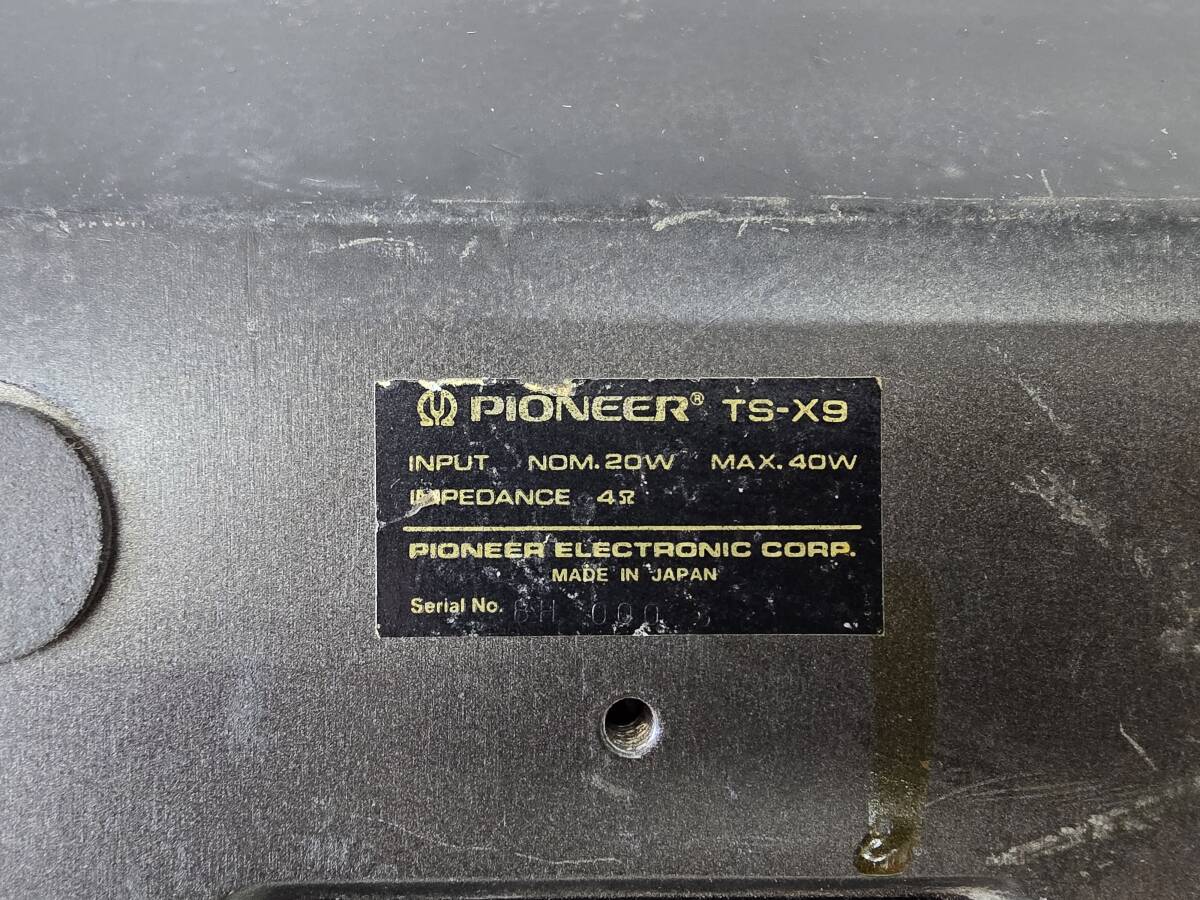 PIONEER® TS-X9
INPUT NOM. 20W MAX. 40W
IMPEDANCE 4Ω
PIONEER ELECTRONIC CORP.
MADE IN JAPAN
Serial No.